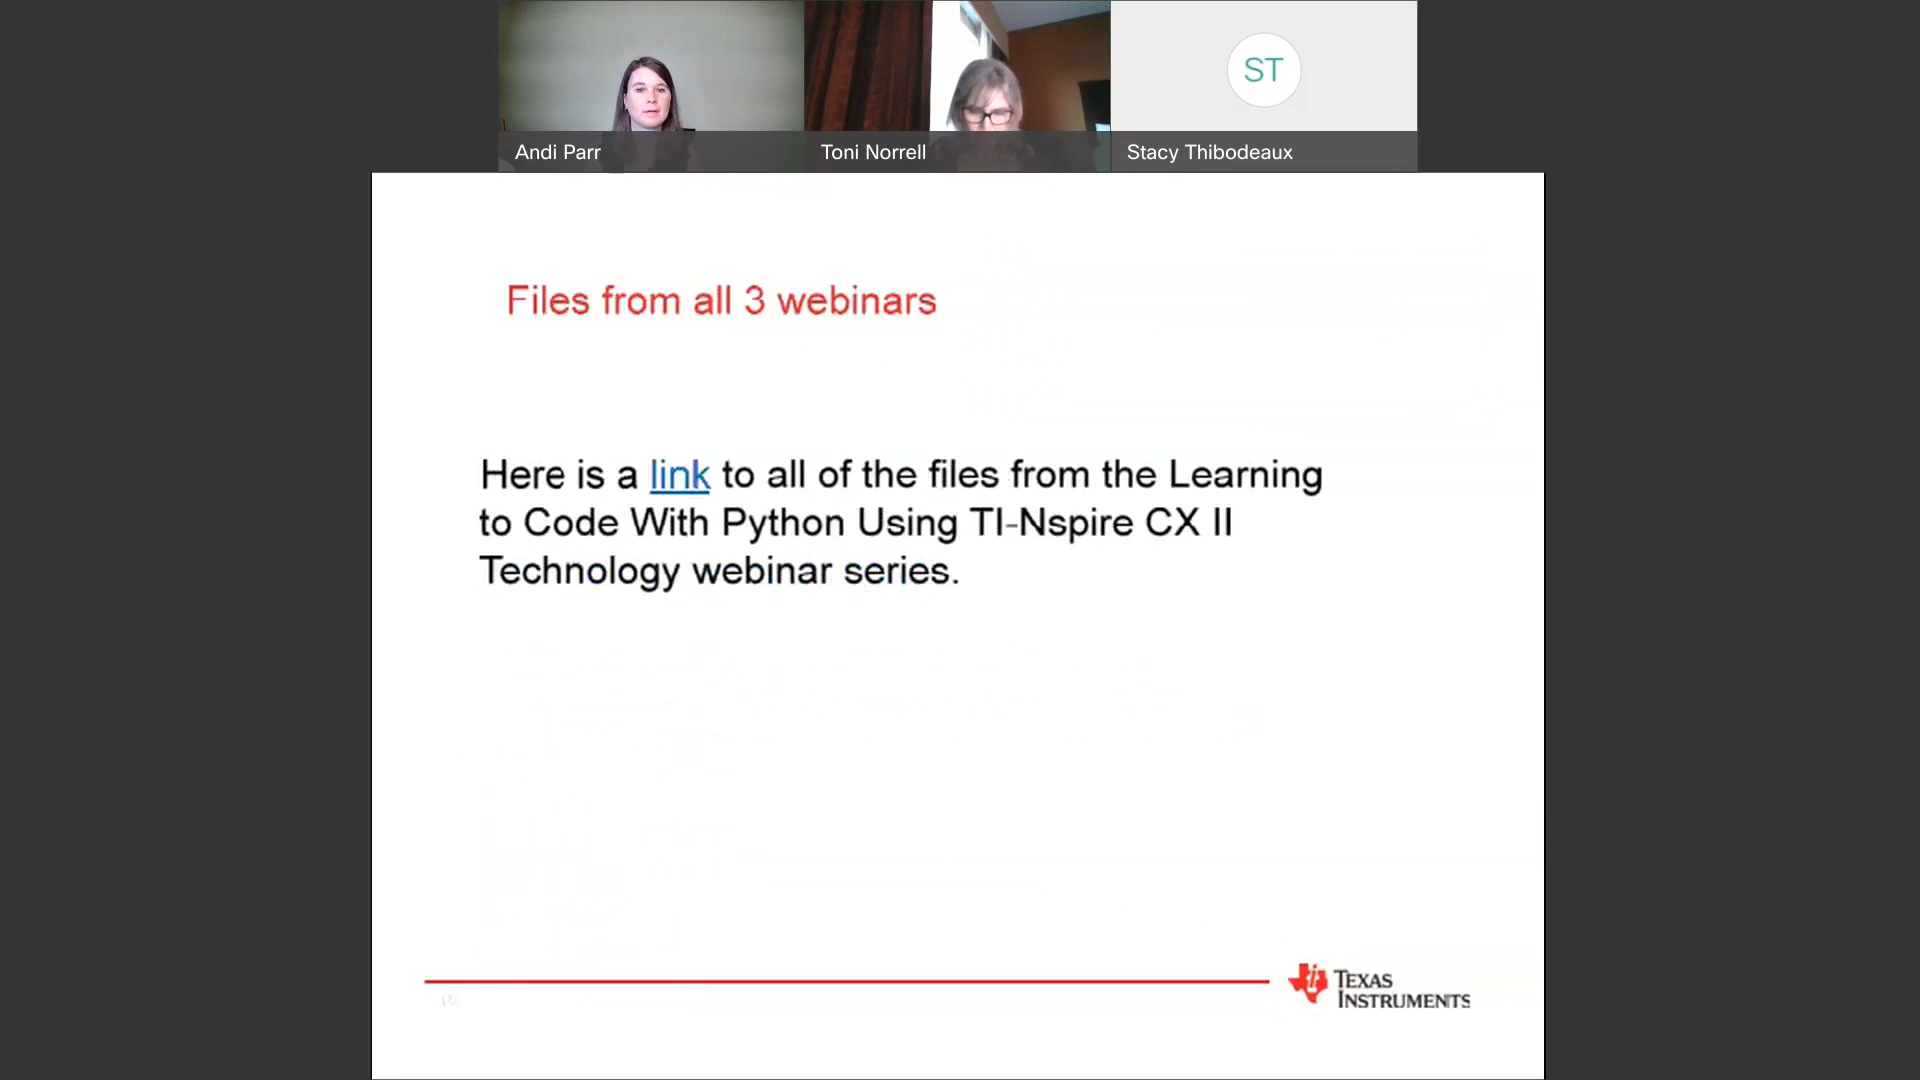 Andi Parr
Toni Norrell
ST
Stacy Thibodeaux
Files from all 3 webinars
Here is a link to all of the files from the Learning
to Code With Python Using TI-Nspire CX II
Technology webinar series.
TEXAS
INSTRUMENTS